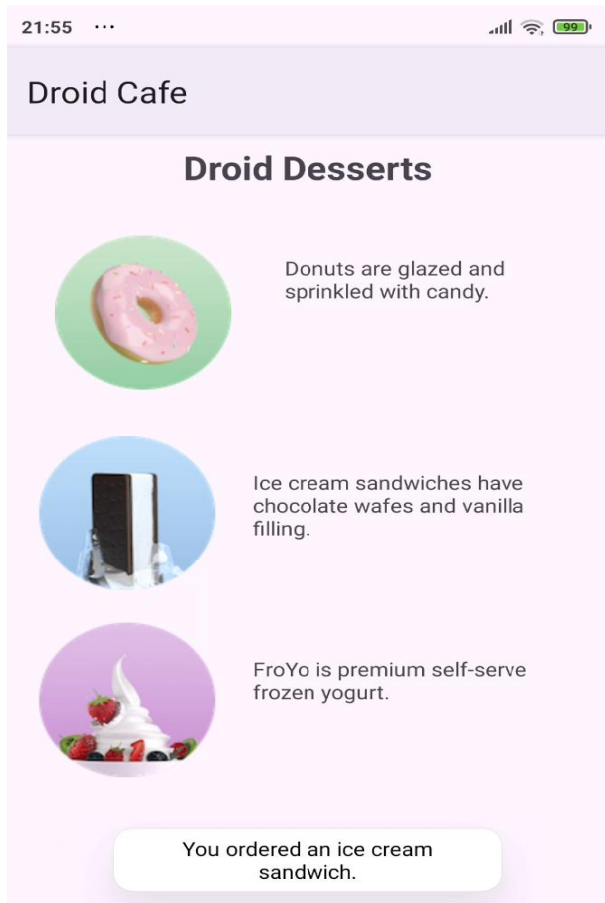 21:55 ...
99
Droid Cafe
Droid Desserts
Donuts are glazed and
sprinkled with candy.
Ice cream sandwiches have
chocolate wafes and vanilla
filling.
FroYo is premium self-serve
frozen yogurt.
You ordered an ice cream
sandwich.